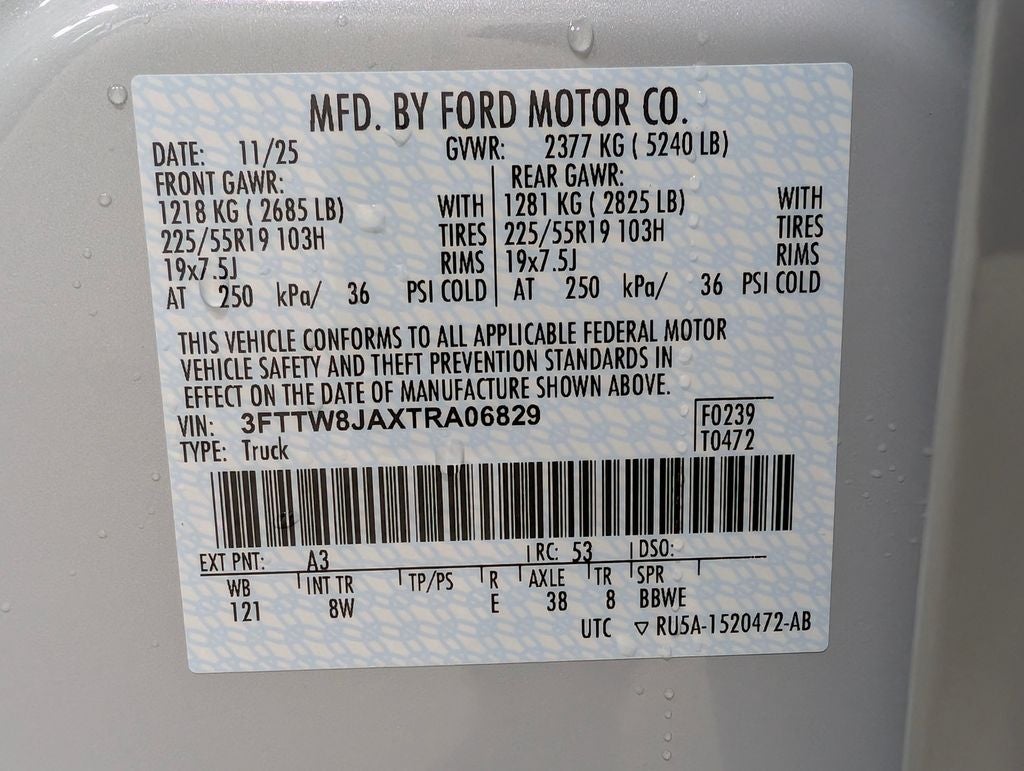 MFD. BY FORD MOTOR CO.
DATE: 11/25 GVWR: 2377 KG ( 5240 LB)
FRONT GAWR: REAR GAWR:
1218 KG ( 2685 LB) WITH 1281 KG ( 2825 LB) WITH
225/55R19 103H TIRES 225/55R19 103H TIRES
19x7.5J RIMS 19x7.5J RIMS
AT 250 kPa/ 36 PSI COLD AT 250 kPa/ 36 PSI COLD
THIS VEHICLE CONFORMS TO ALL APPLICABLE FEDERAL MOTOR
VEHICLE SAFETY AND THEFT PREVENTION STANDARDS IN
EFFECT ON THE DATE OF MANUFACTURE SHOWN ABOVE.
VIN: 3FTTW8JAXTRA06829 F0239
TYPE: Truck T0472
EXT PNT: A3 RC: 53 DSO:
WB INT TR TP/PS R AXLE TR SPR
121 8W E 38 8 BBWE
UTC ▽ RU5A-1520472-AB